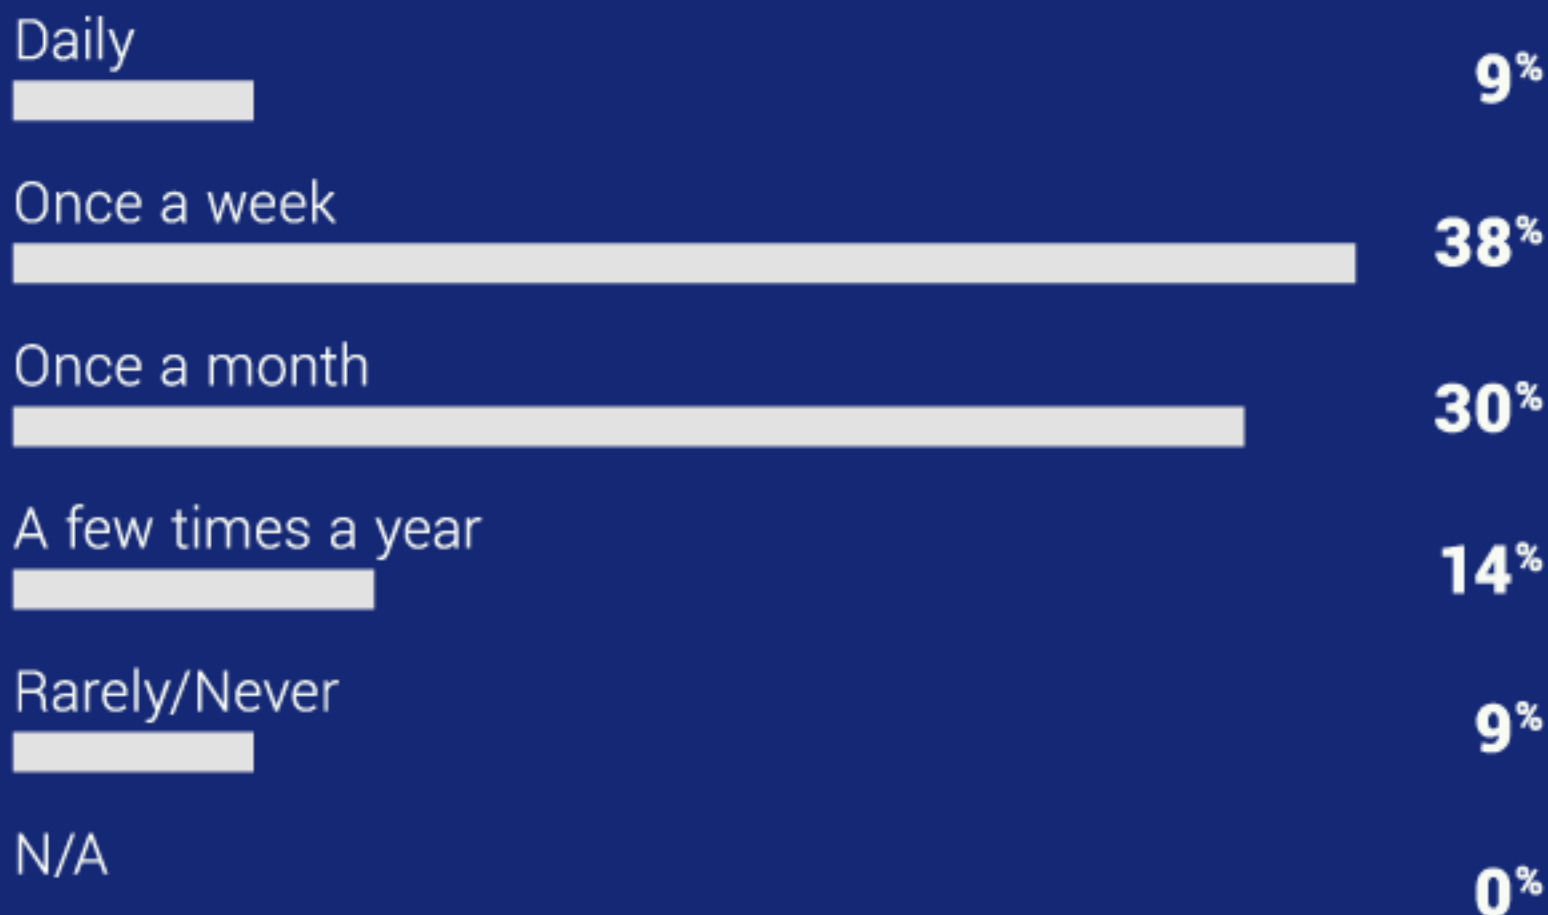 Daily
9%
Once a week
38%
Once a month
30%
A few times a year
14%
Rarely/Never
9%
N/A
0%